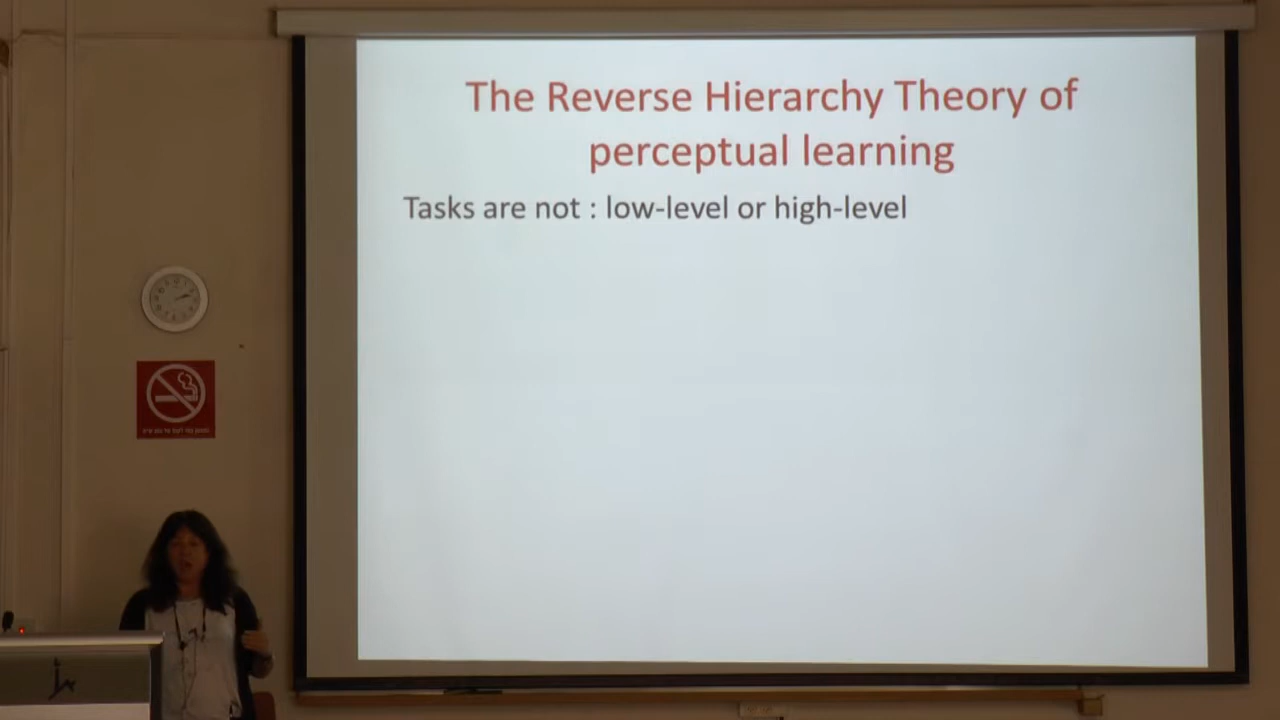 The Reverse Hierarchy Theory of
perceptual learning
Tasks are not : low-level or high-level